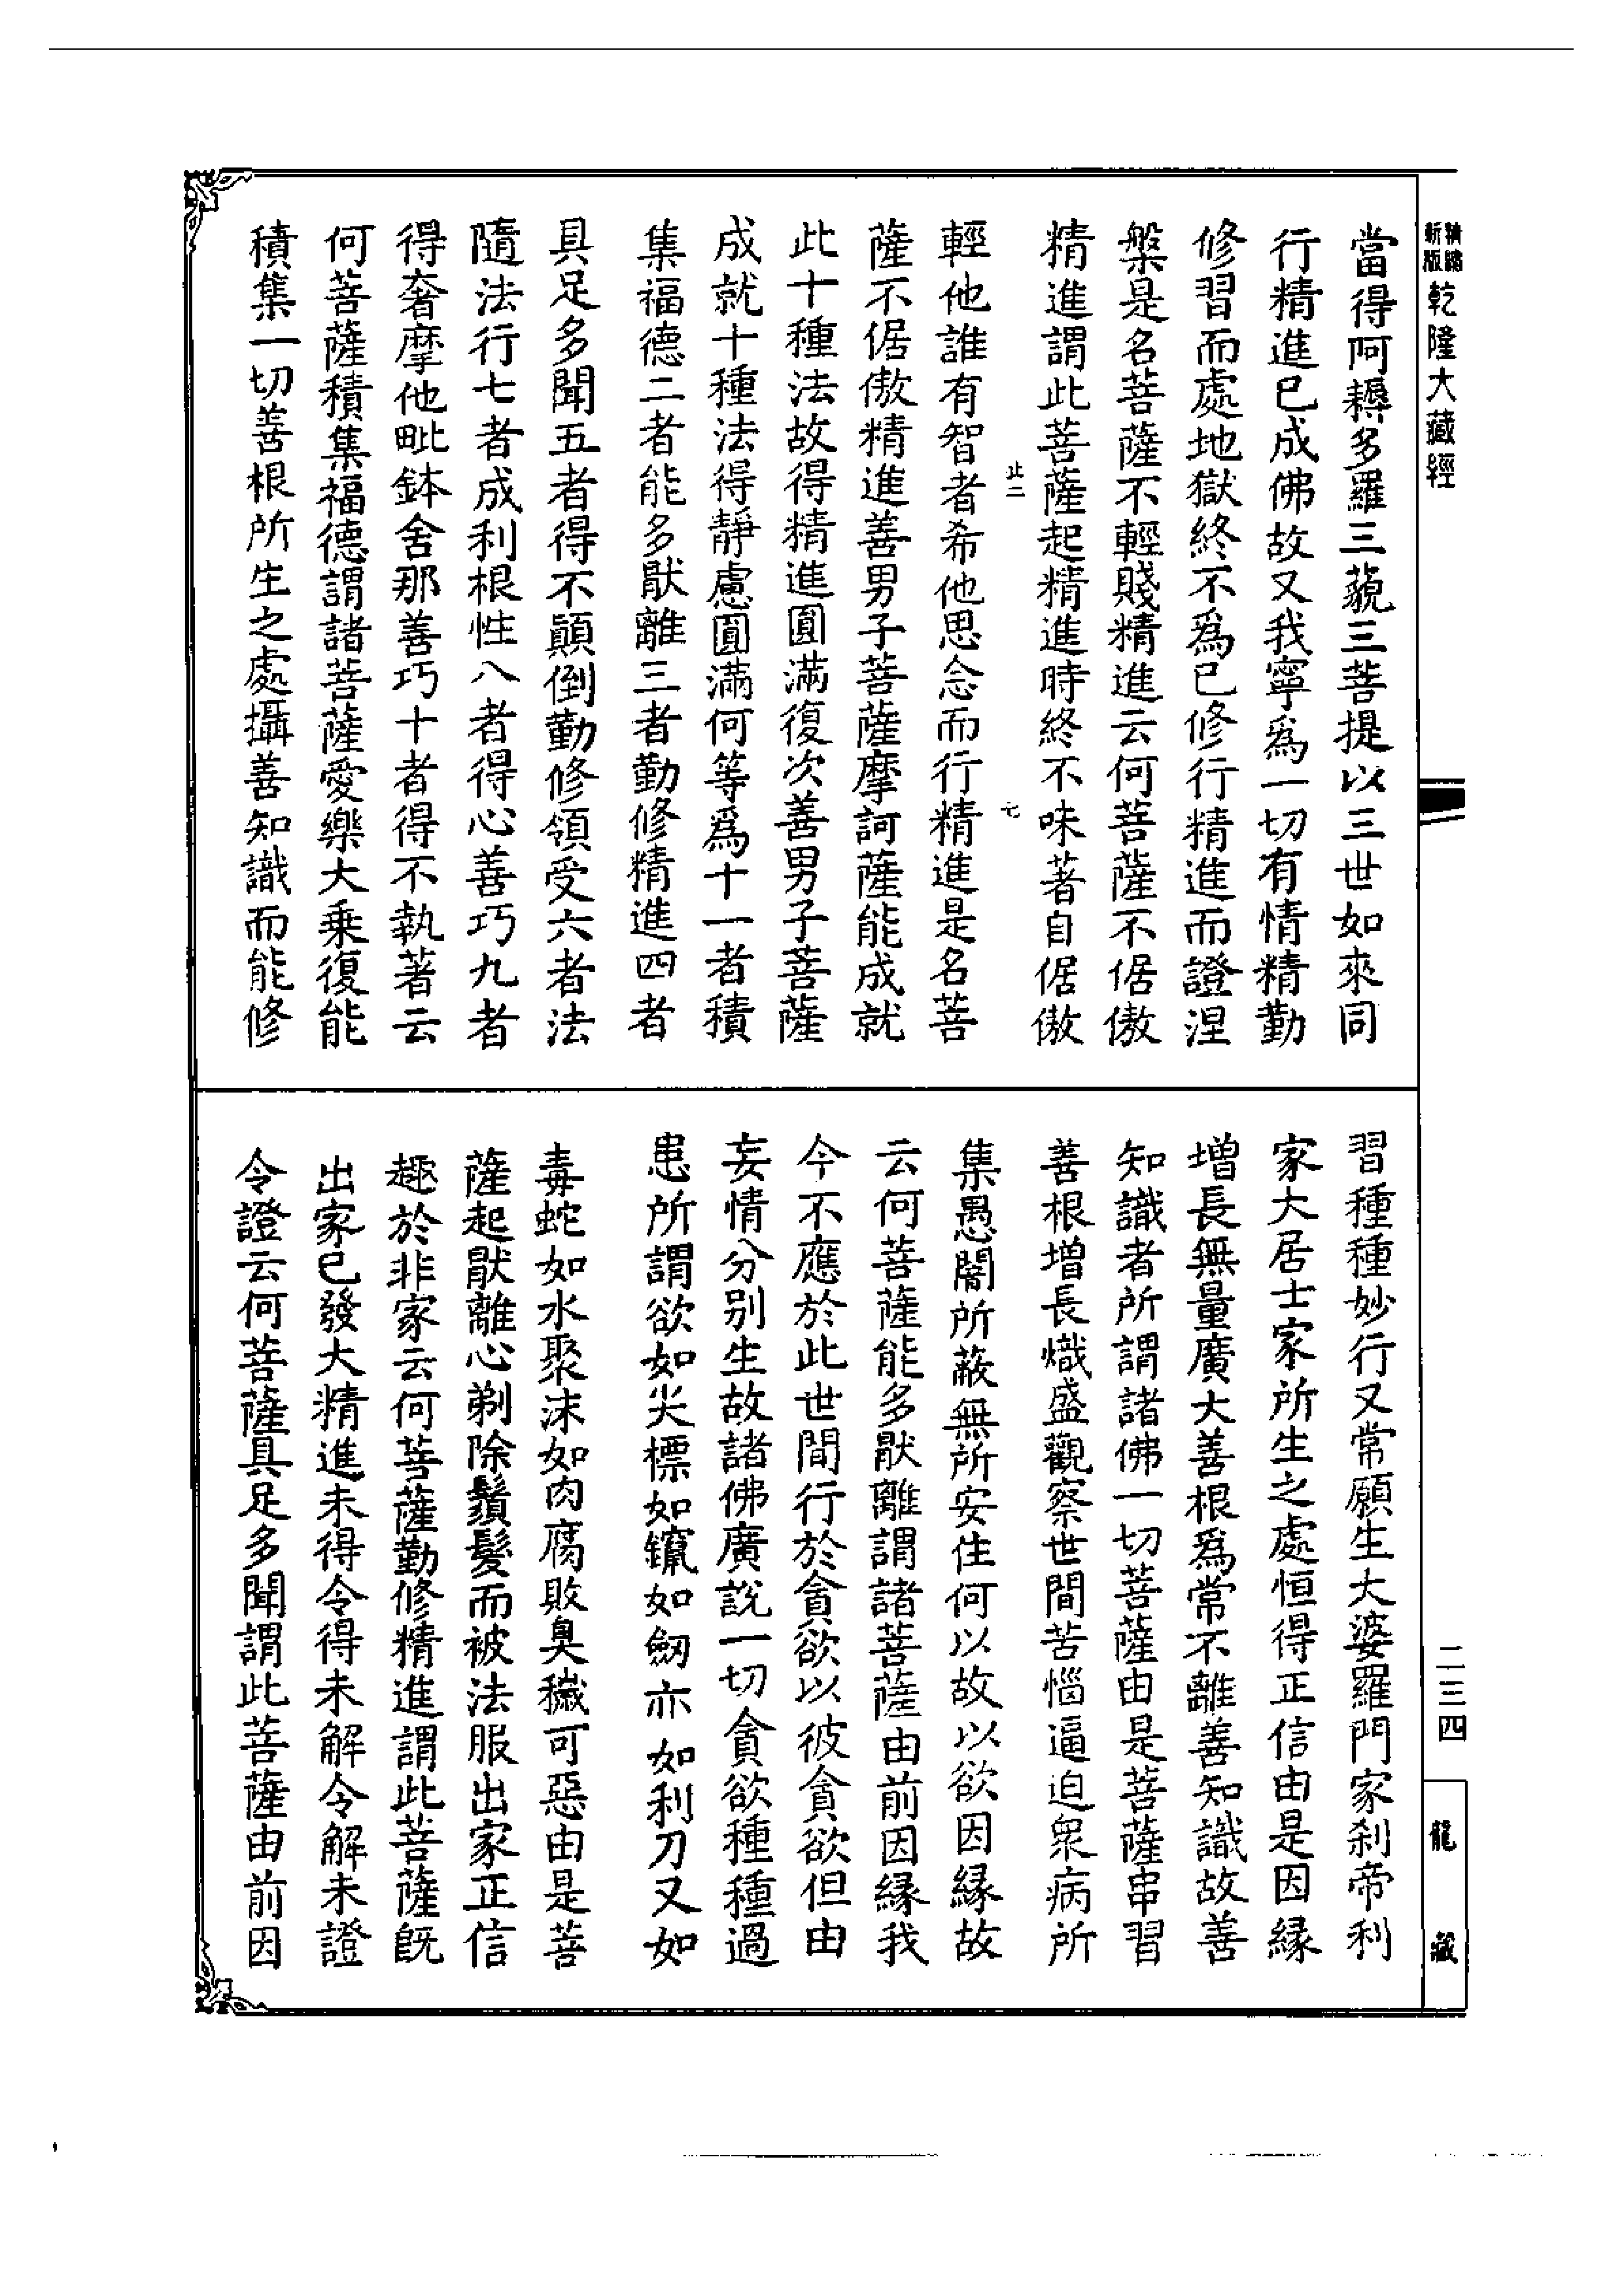 精縮新版乾隆大藏經
當得阿耨多羅三藐三菩提以三世如來同
行精進已成佛故又我寧爲一切有情精勤
修習而處地獄終不爲已修行精進而證涅
槃是名菩薩不輕賤精進云何菩薩不倨傲
精進謂此菩薩起精進時終不味著自倨傲
止二
七
輕他誰有智者希他思念而行精進是名菩
薩不倨傲精進善男子菩薩摩訶薩能成就
此十種法故得精進圓滿復次善男子菩薩
成就十種法得靜慮圓滿何等爲十一者積
集福德二者能多猒離三者勤修精進四者
具足多聞五者得不顛倒勤修領受六者法
隨法行七者成利根性八者得心善巧九者
得奢摩他毗鉢舍那善巧十者得不執著云
何菩薩積集福德謂諸菩薩愛樂大乗復能
積集一切善根所生之處攝善知識而能修
習種種妙行又常願生大婆羅門家刹帝利
家大居士家所生之處恒得正信由是因縁
增長無量廣大善根爲常不離善知識故善
知識者所謂諸佛一切菩薩由是菩薩串習
善根增長熾盛觀察世間苦惱逼迫衆病所
集愚闇所蔽無所安住何以故以欲因縁故
云何菩薩能多猒離謂諸菩薩由前因縁我
今不應於此世間行於貪欲以彼貪欲但由
妄情分别生故諸佛廣説一切貪欲種種過
患所謂欲如尖標如鑹如劒亦如利刀又如
毒蛇如水聚沫如肉腐敗臭穢可惡由是菩
薩起猒離心剃除鬚髮而被法服出家正信
趣於非家云何菩薩勤修精進謂此菩薩旣
出家已發大精進未得令得未解令解未證
令證云何菩薩具足多聞謂此菩薩由前因
二三四
龍藏